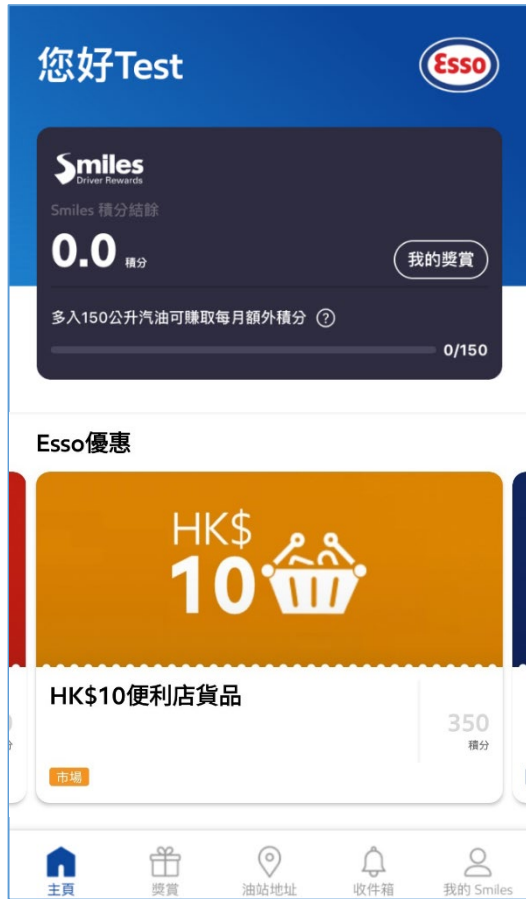 您好Test
Esso
Smiles
Driver Rewards
Smiles 積分結餘
0.0 積分
我的獎賞
多入150公升汽油可賺取每月額外積分 ?
0/150
Esso優惠
HK$
10
HK$10便利店貨品
350
積分
市場
主頁
獎賞
油站地址
收件箱
我的 Smiles